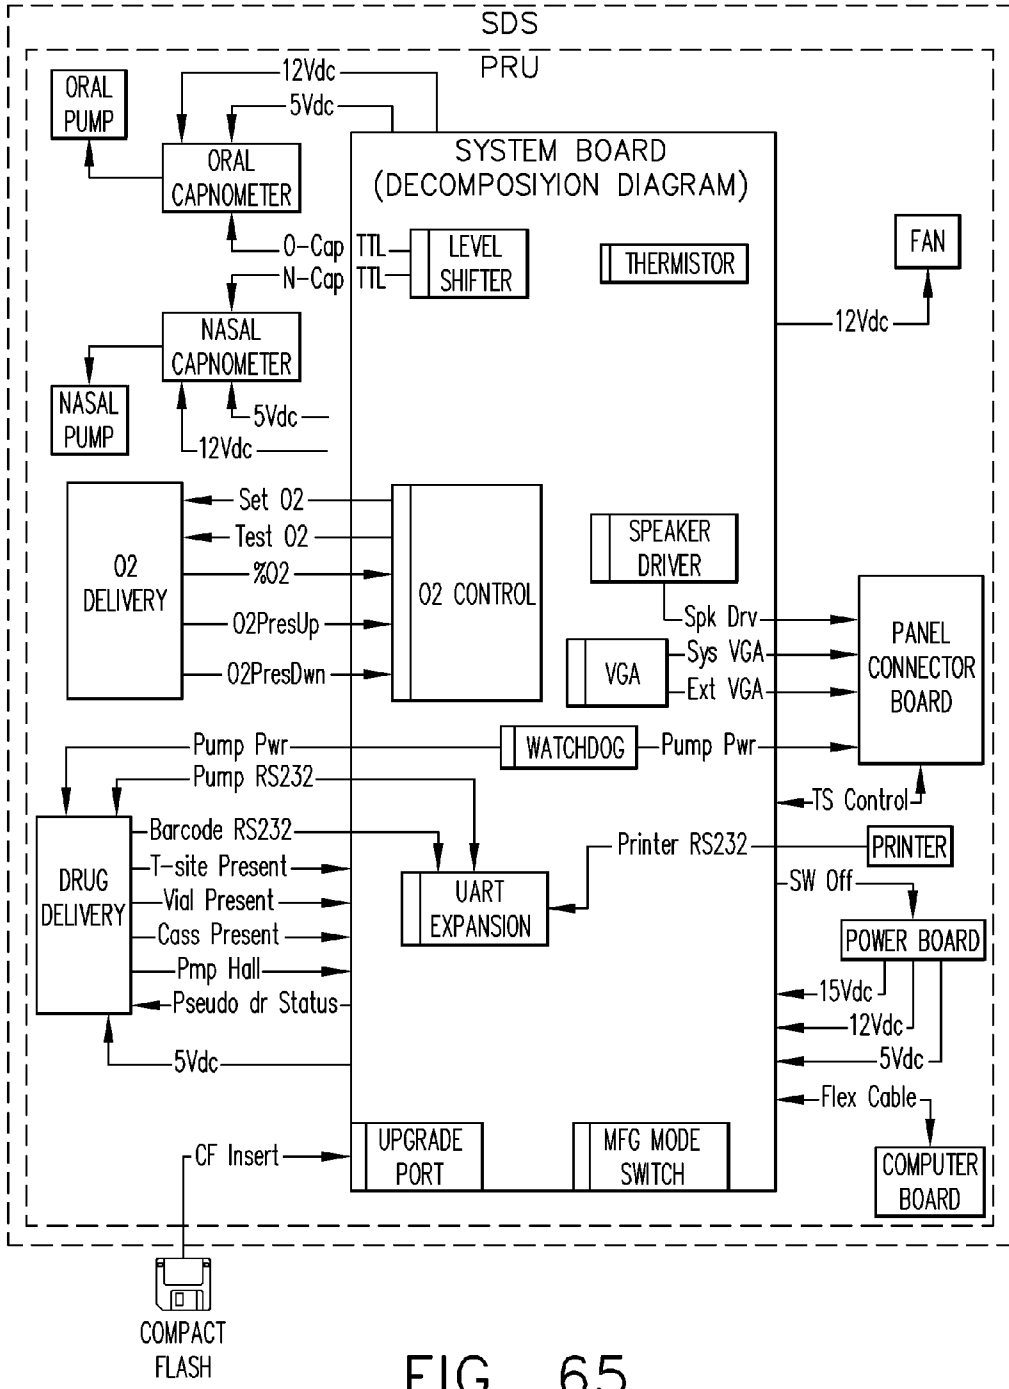 SDS
PRU
ORAL
PUMP
12Vdc
5Vdc
ORAL
CAPNOMETER
SYSTEM BOARD
(DECOMPOSIYION DIAGRAM)
O-Cap TTL
N-Cap TTL
LEVEL
SHIFTER
THERMISTOR
FAN
12Vdc
NASAL
CAPNOMETER
NASAL
PUMP
5Vdc
12Vdc
O2
DELIVERY
Set O2
Test O2
%O2
O2PresUp
O2PresDwn
O2 CONTROL
SPEAKER
DRIVER
Spk Drv
VGA
Sys VGA
Ext VGA
PANEL
CONNECTOR
BOARD
Pump Pwr
WATCHDOG
Pump Pwr
Pump RS232
TS Control
DRUG
DELIVERY
Barcode RS232
T-site Present
Vial Present
Cass Present
Pmp Hall
Pseudo dr Status
5Vdc
UART
EXPANSION
Printer RS232
PRINTER
SW Off
POWER BOARD
15Vdc
12Vdc
5Vdc
Flex Cable
COMPUTER
BOARD
CF Insert
UPGRADE
PORT
MFG MODE
SWITCH
COMPACT
FLASH
FIG. 65